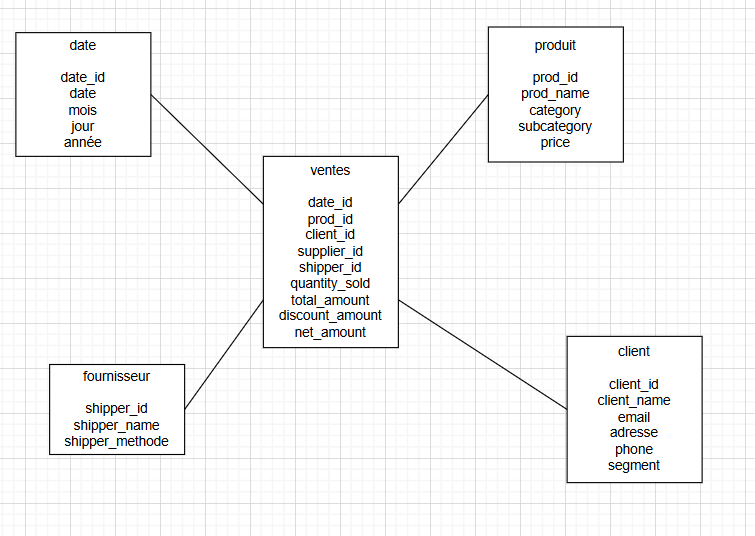 date
date_id
date
mois
jour
année
produit
prod_id
prod_name
category
subcategory
price
ventes
date_id
prod_id
client_id
supplier_id
shipper_id
quantity_sold
total_amount
discount_amount
net_amount
fournisseur
shipper_id
shipper_name
shipper_methode
client
client_id
client_name
email
adresse
phone
segment